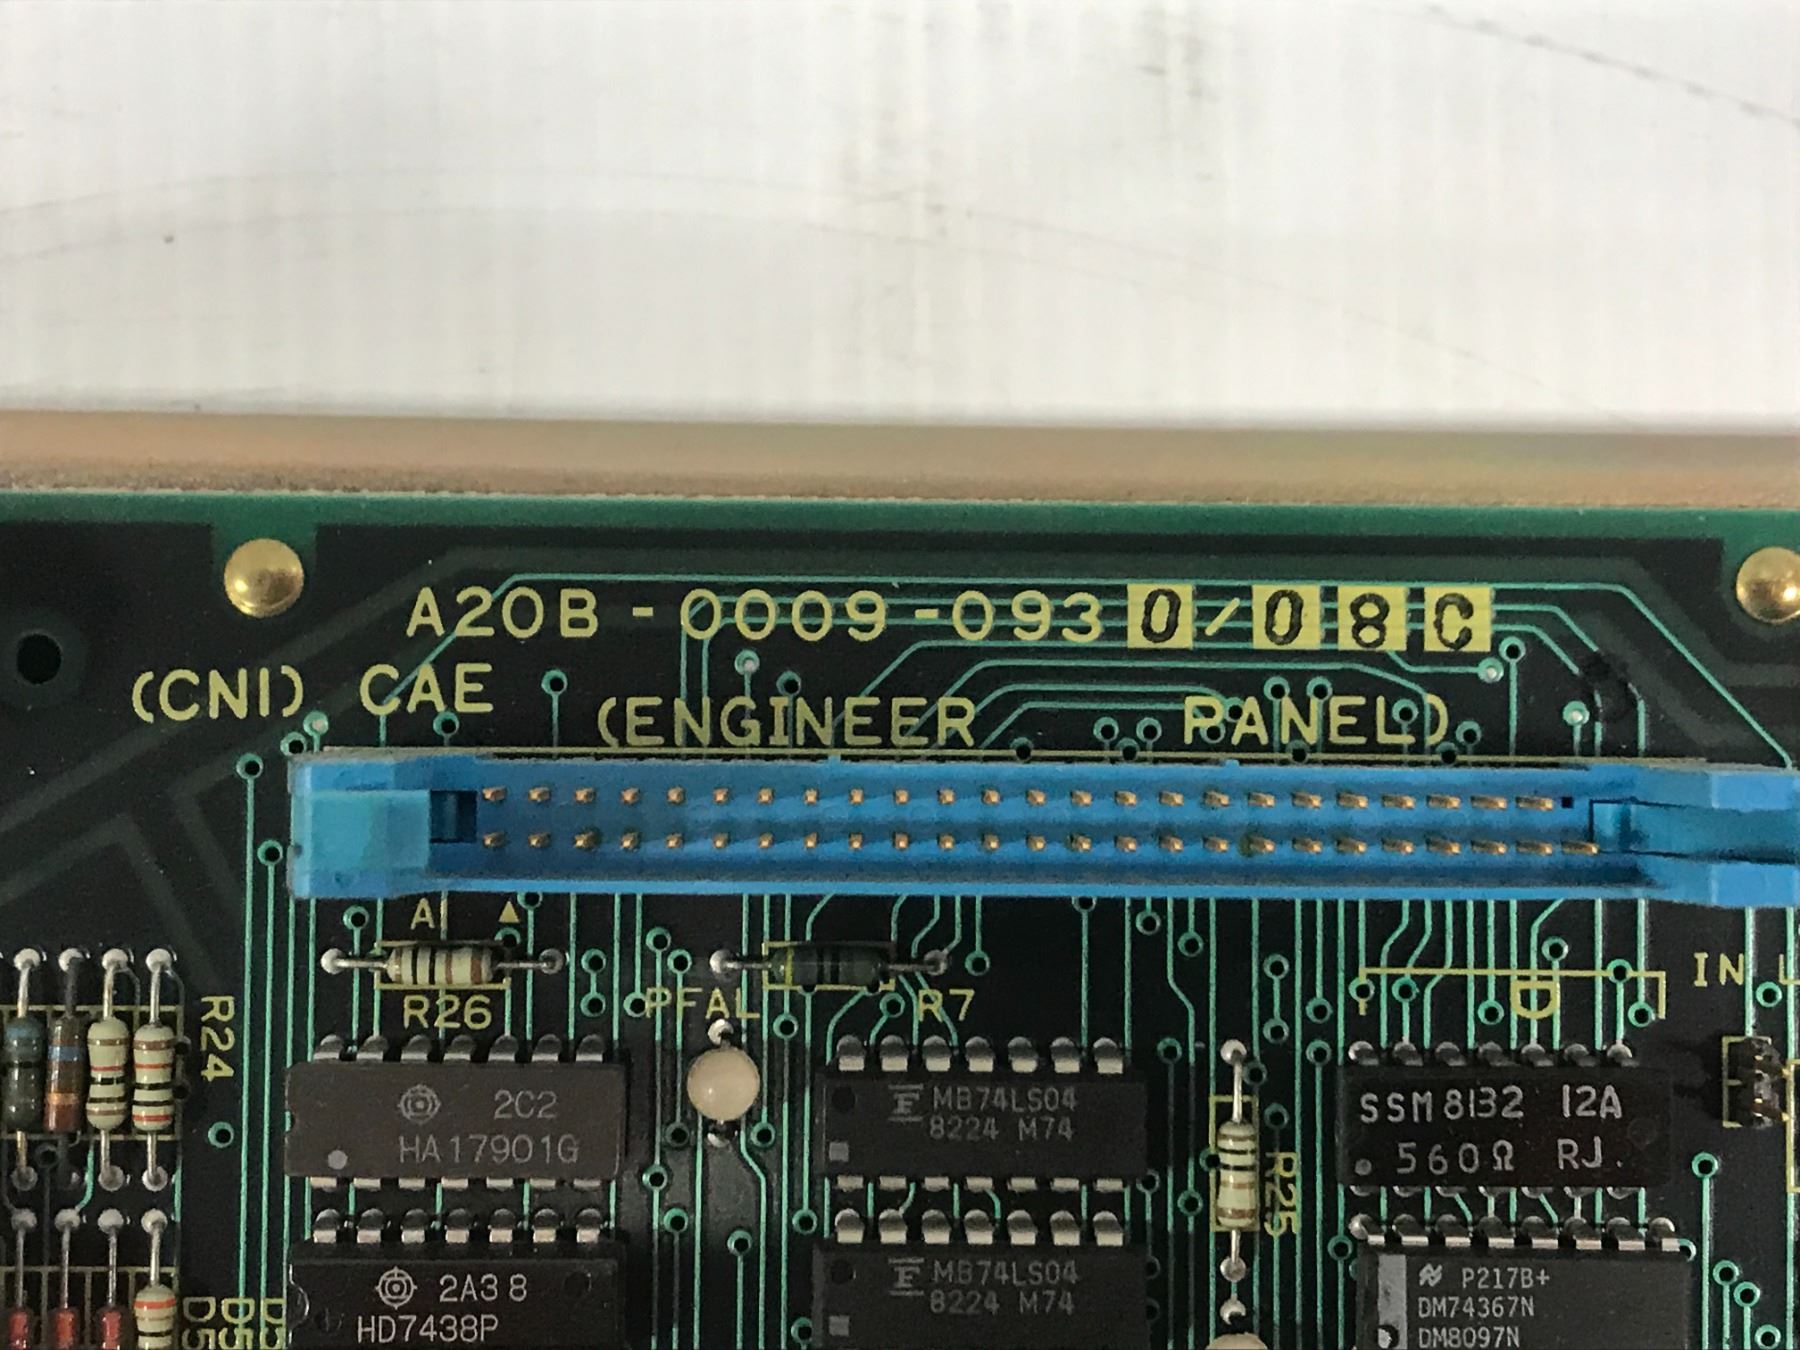 A20B-0009-0930/08C
(CNI) CAE
(ENGINEER PANEL)
A1
R26
PFAL
R7
D
IN
R24
2C2
HA17901G
MB74LS04
8224 M74
SSM8132 12A
560Ω RJ.
R25
2A38
HD7438P
MB74LS04
8224 M74
P217B+
DM74367N
DM8097N